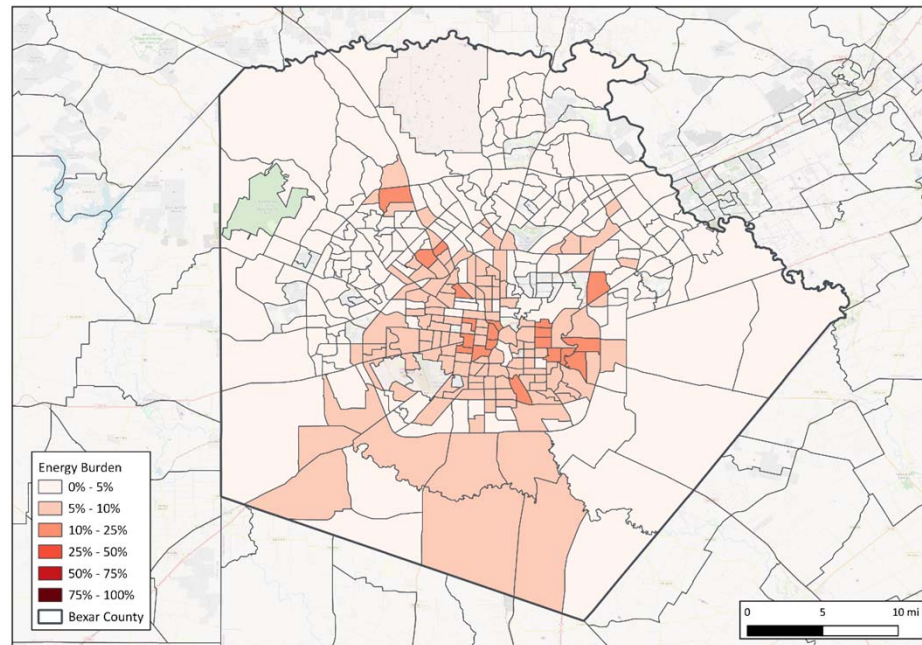 Energy Burden
0% - 5%
5% - 10%
10% - 25%
25% - 50%
50% - 75%
75% - 100%
Bexar County
0 5 10 mi